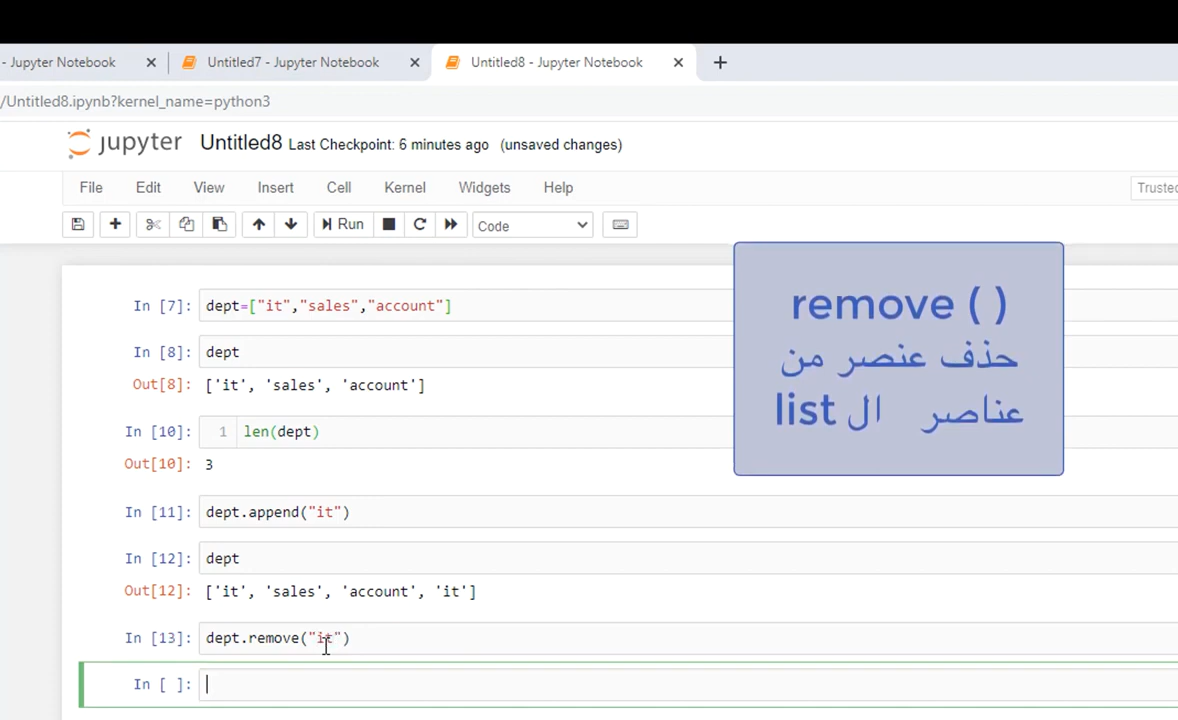 - Jupyter Notebook
Untitled7 - Jupyter Notebook
Untitled8 - Jupyter Notebook
/Untitled8.ipynb?kernel_name=python3
jupyter Untitled8 Last Checkpoint: 6 minutes ago (unsaved changes)
File Edit View Insert Cell Kernel Widgets Help
Trusted
Run Code
In [7]: dept=["it","sales","account"]
In [8]: dept
Out[8]: ['it', 'sales', 'account']
In [10]: 1 len(dept)
Out[10]: 3
In [11]: dept.append("it")
In [12]: dept
Out[12]: ['it', 'sales', 'account', 'it']
In [13]: dept.remove("it")
In [ ]:
remove ( )
حذف عنصر من
عناصر ال list